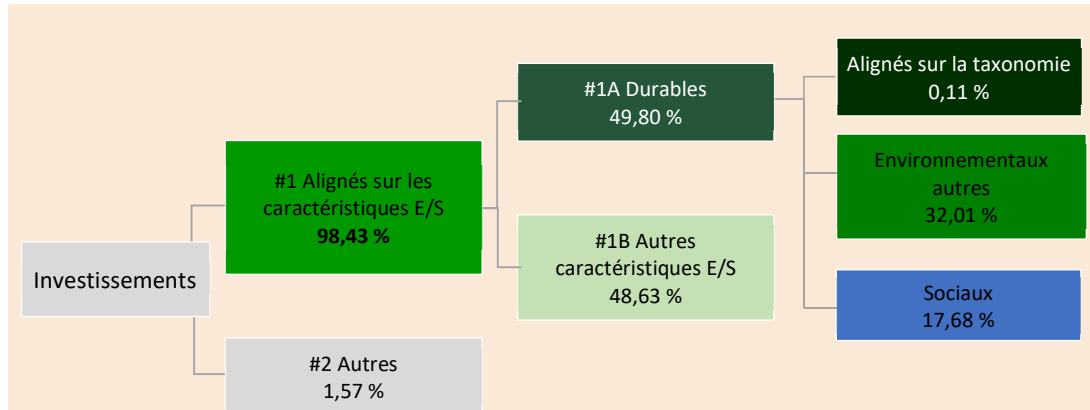 Investissements
#1 Alignés sur les
caractéristiques E/S
98,43 %
#2 Autres
1,57 %
#1A Durables
49,80 %
#1B Autres
caractéristiques E/S
48,63 %
Alignés sur la taxonomie
0,11 %
Environnementaux
autres
32,01 %
Sociaux
17,68 %